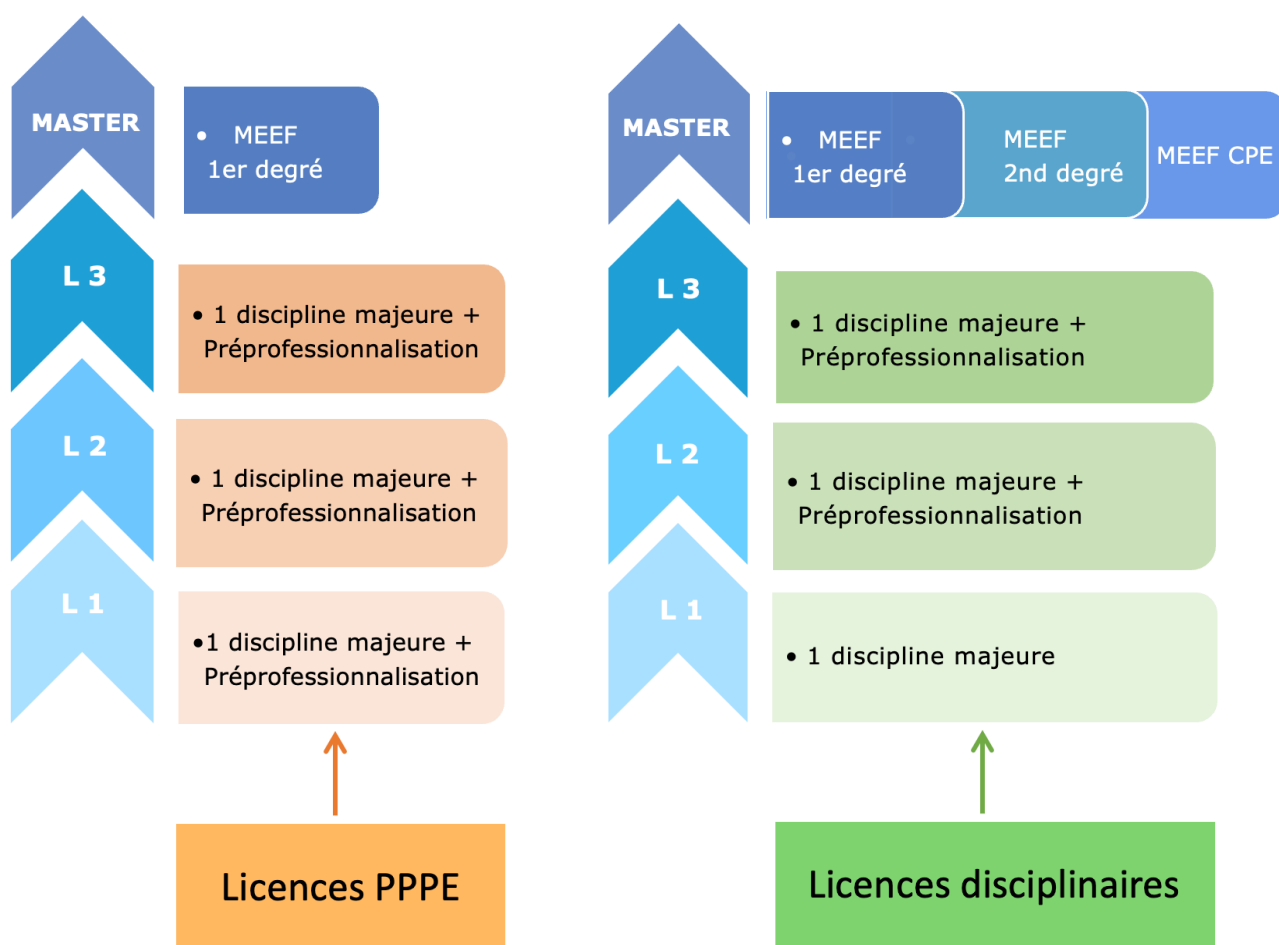 MASTER
• MEEF
1er degré
L 3
• 1 discipline majeure +
Préprofessionnalisation
L 2
• 1 discipline majeure +
Préprofessionnalisation
L 1
•1 discipline majeure +
Préprofessionnalisation
Licences PPPE
MASTER
• MEEF
1er degré
MEEF
2nd degré
MEEF CPE
L 3
• 1 discipline majeure +
Préprofessionnalisation
L 2
• 1 discipline majeure +
Préprofessionnalisation
L 1
• 1 discipline majeure
Licences disciplinaires